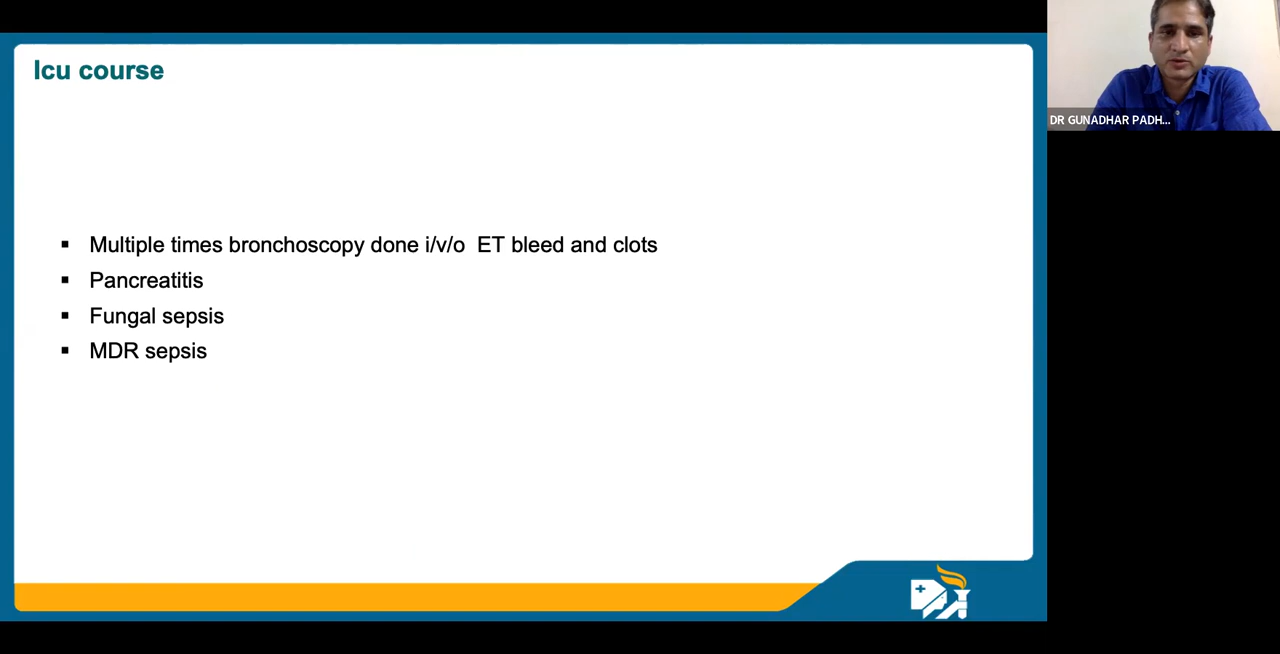 Icu course
DR GUNADHAR PADH...
▪ Multiple times bronchoscopy done i/v/o ET bleed and clots
▪ Pancreatitis
▪ Fungal sepsis
▪ MDR sepsis